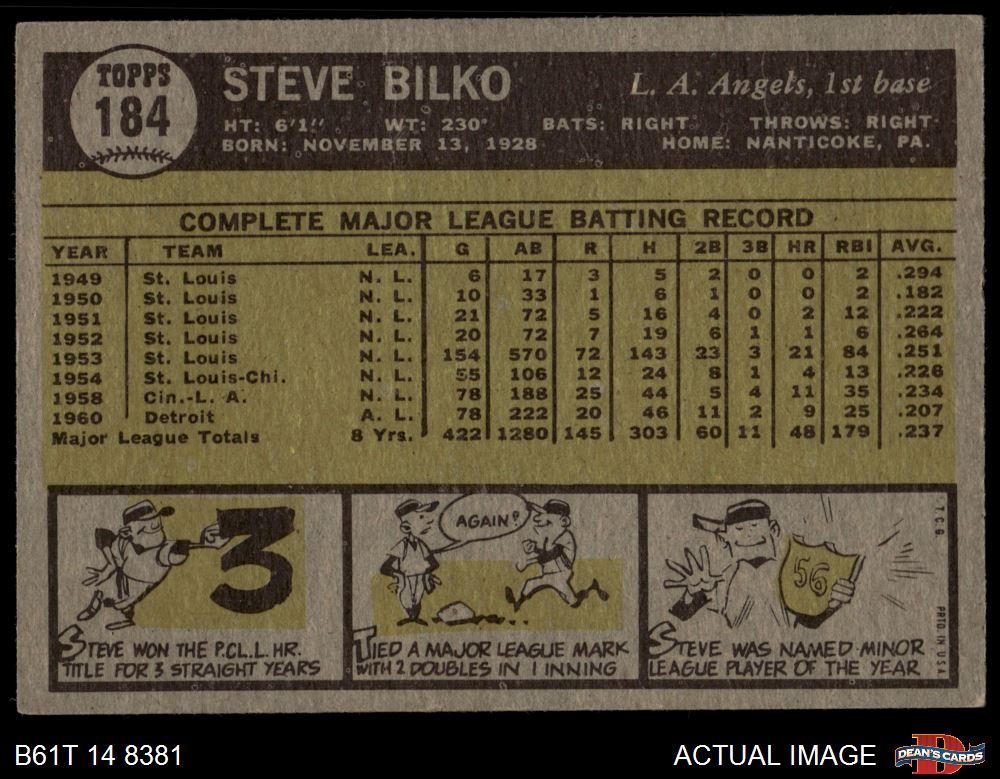 TOPPS
184
STEVE BILKO
L. A. Angels, 1st base
HT: 6'1" WT: 230 BATS: RIGHT THROWS: RIGHT
BORN: NOVEMBER 13, 1928 HOME: NANTICOKE, PA.
COMPLETE MAJOR LEAGUE BATTING RECORD
YEAR TEAM LEA. G AB R H 2B 3B HR RBI AVG.
1949 St. Louis N. L. 6 17 3 5 2 0 0 2 .294
1950 St. Louis N. L. 10 33 1 6 1 0 0 2 .182
1951 St. Louis N. L. 21 72 5 16 4 0 2 12 .222
1952 St. Louis N. L. 20 72 7 19 6 1 1 6 .264
1953 St. Louis N. L. 154 570 72 143 23 3 21 84 .251
1954 St. Louis-Chi. N. L. 55 106 12 24 8 1 4 13 .226
1958 Cin.-L. A. N. L. 78 188 25 44 5 4 11 35 .234
1960 Detroit A. L. 78 222 20 46 11 2 9 25 .207
Major League Totals 8 Yrs. 422 1280 145 303 60 11 48 179 .237
3
STEVE WON THE P.C.L. HR.
TITLE FOR 3 STRAIGHT YEARS
AGAIN?
TIED A MAJOR LEAGUE MARK
WITH 2 DOUBLES IN 1 INNING
56
STEVE WAS NAMED MINOR
LEAGUE PLAYER OF THE YEAR
T.C.G.
PRTD. IN U.S.A.
B61T 14 8381
ACTUAL IMAGE
D
DEAN'S CARDS